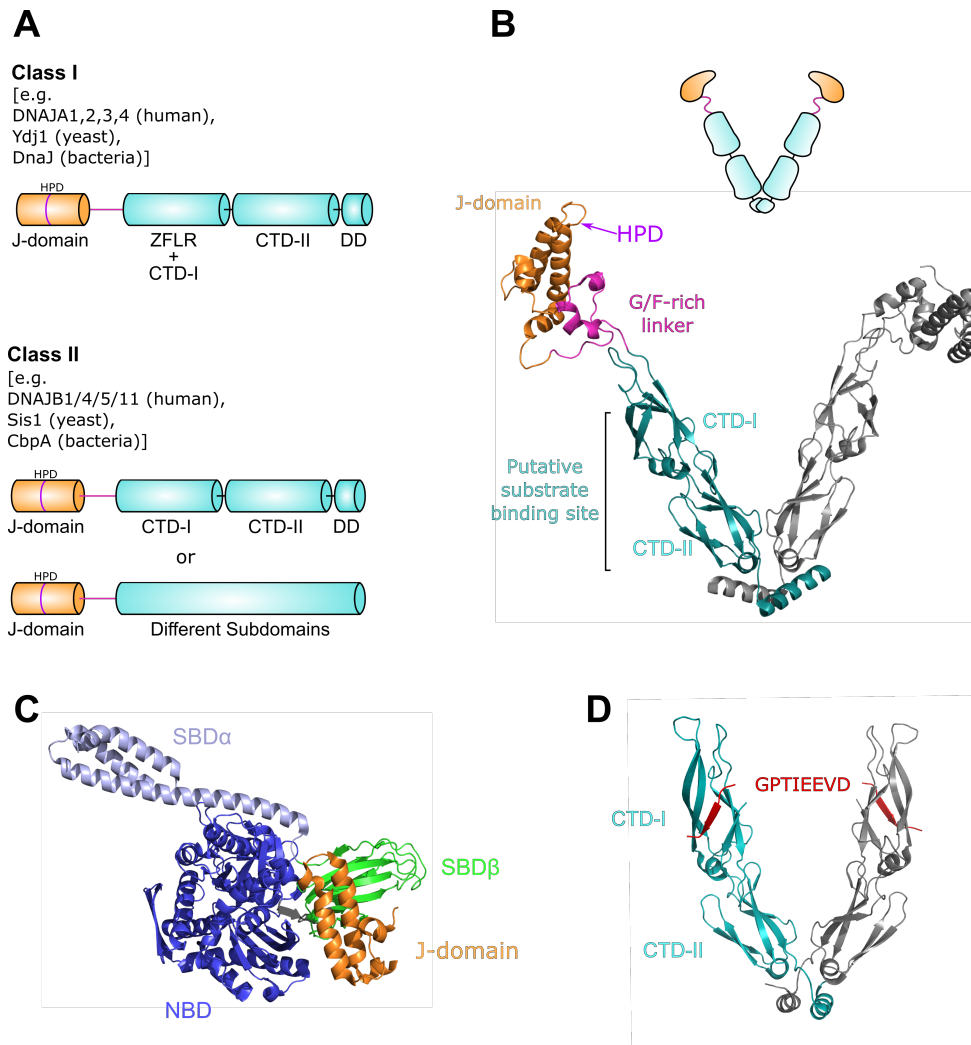 A
Class I
[e.g.
DNAJA1,2,3,4 (human),
Ydj1 (yeast),
DnaJ (bacteria)]
HPD
J-domain
ZFLR
+
CTD-I
CTD-II
DD
Class II
[e.g.
DNAJB1/4/5/11 (human),
Sis1 (yeast),
CbpA (bacteria)]
HPD
J-domain
CTD-I
CTD-II
DD
or
HPD
J-domain
Different Subdomains
B
J-domain
HPD
G/F-rich
linker
CTD-I
Putative
substrate
binding site
CTD-II
C
SBDα
SBDβ
J-domain
NBD
D
GPTIEEVD
CTD-I
CTD-II